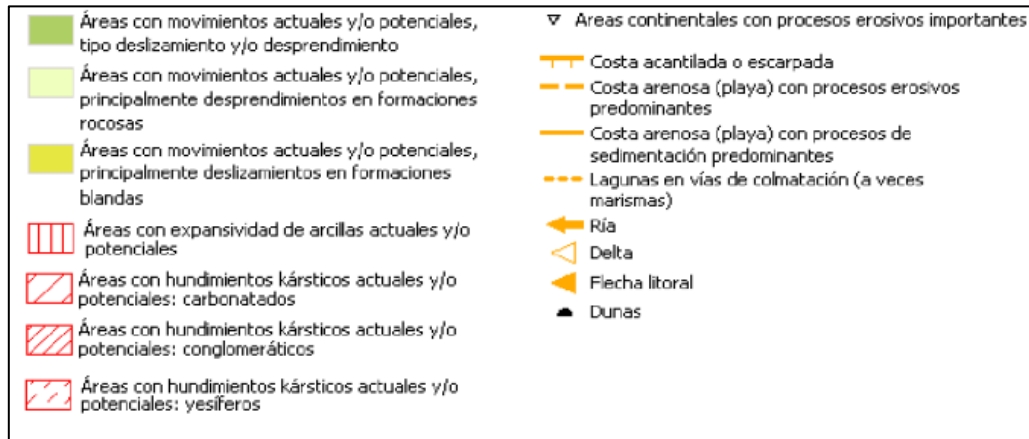 Áreas con movimientos actuales y/o potenciales,
tipo deslizamiento y/o desprendimiento
Áreas con movimientos actuales y/o potenciales,
principalmente desprendimientos en formaciones
rocosas
Áreas con movimientos actuales y/o potenciales,
principalmente deslizamientos en formaciones
blandas
Áreas con expansividad de arcillas actuales y/o
potenciales
Áreas con hundimientos kársticos actuales y/o
potenciales: carbonatados
Áreas con hundimientos kársticos actuales y/o
potenciales: conglomeráticos
Áreas con hundimientos kársticos actuales y/o
potenciales: yesíferos
Areas continentales con procesos erosivos importantes
Costa acantilada o escarpada
Costa arenosa (playa) con procesos erosivos
predominantes
Costa arenosa (playa) con procesos de
sedimentación predominantes
Lagunas en vías de colmatación (a veces
marismas)
Ría
Delta
Flecha litoral
Dunas